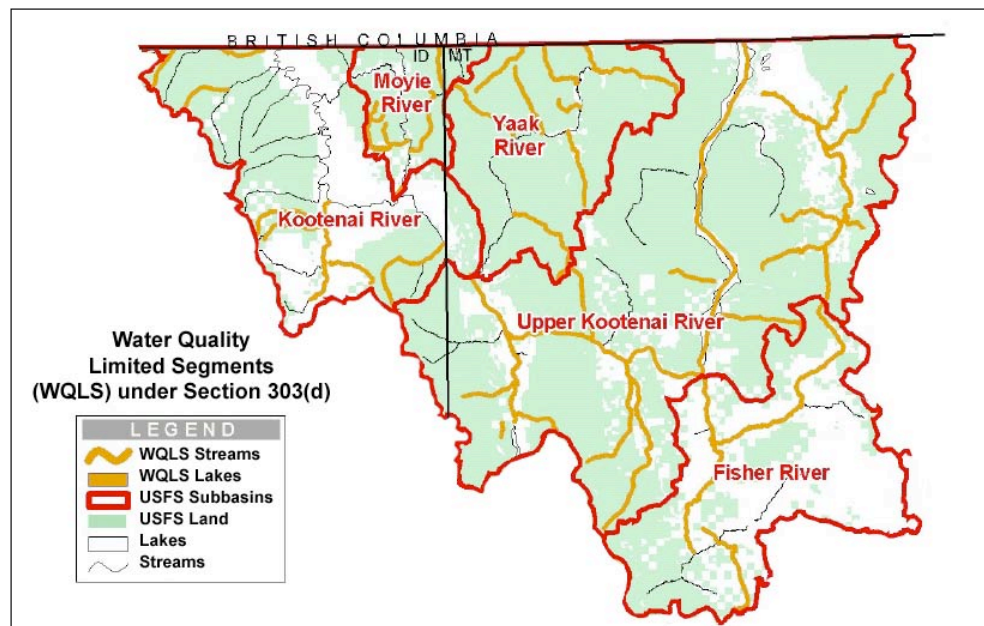 BRITISH COLUMBIA
ID MT
Moyie
River
Yaak
River
Kootenai River
Upper Kootenai River
Fisher River
Water Quality
Limited Segments
(WQLS) under Section 303(d)
LEGEND
WQLS Streams
WQLS Lakes
USFS Subbasins
USFS Land
Lakes
Streams